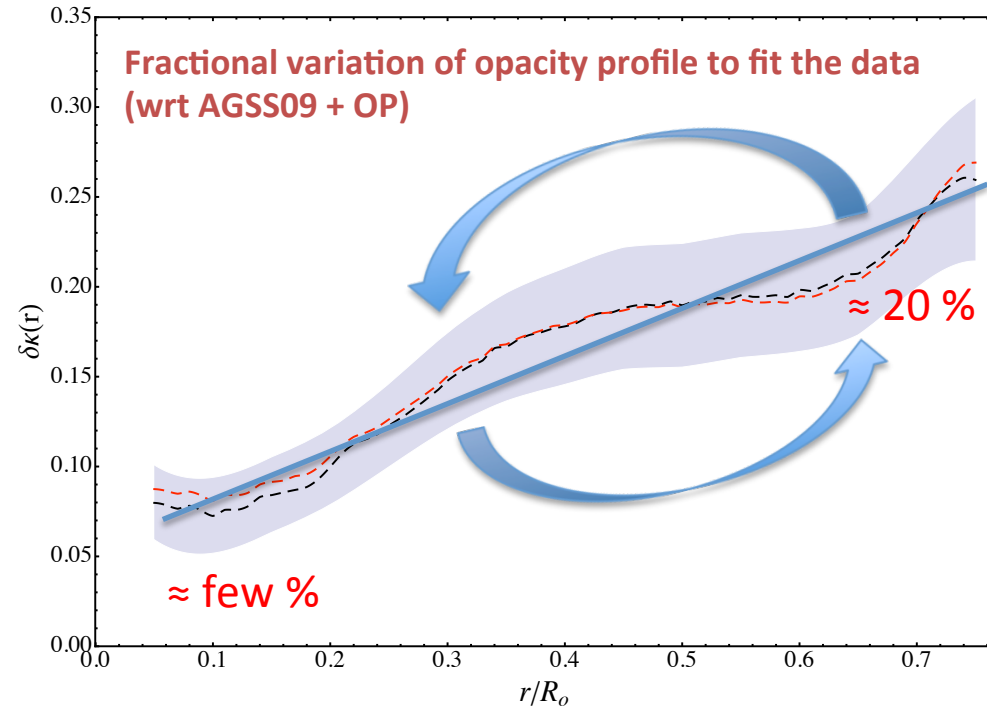 Fractional variation of opacity profile to fit the data
(wrt AGSS09 + OP)
0.35
0.30
0.25
0.20
0.15
0.10
0.05
0.00
δκ(r)
≈ 20 %
≈ few %
0.0 0.1 0.2 0.3 0.4 0.5 0.6 0.7
r/Ro